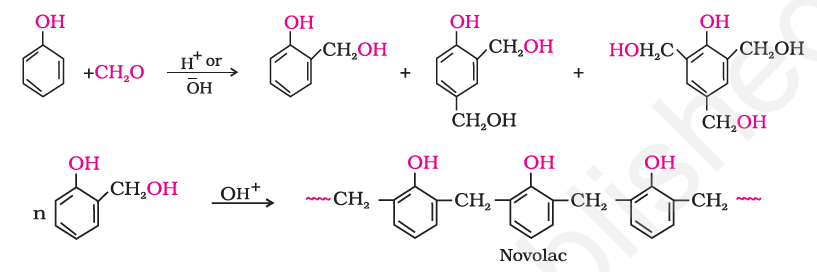 OH OH OH OH
+CH₂O H⁺ or O̅H CH₂OH + CH₂OH + HOH₂C CH₂OH
CH₂OH CH₂OH
OH OH OH OH
n CH₂OH OH⁺ CH₂ CH₂ CH₂ CH₂
Novolac
blished